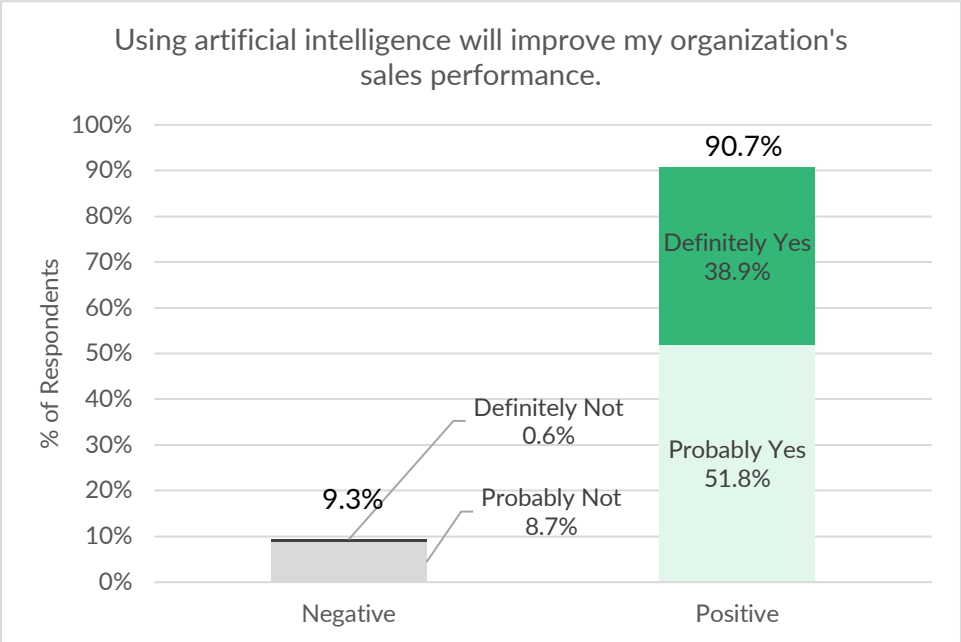 Using artificial intelligence will improve my organization's
sales performance.
100%
90%
80%
70%
60%
50%
40%
30%
20%
10%
0%
% of Respondents
9.3%
Definitely Not
0.6%
Probably Not
8.7%
90.7%
Definitely Yes
38.9%
Probably Yes
51.8%
Negative
Positive